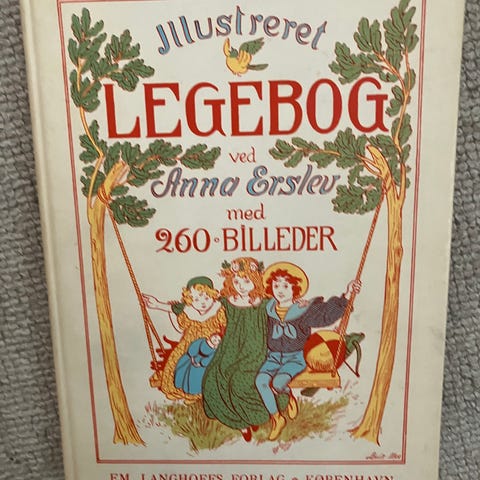 Jllustreret
LEGEBOG
ved
Anna Erslev
med
260 BILLEDER
EM. LANGHOFFS FORLAG KØBENHAVN